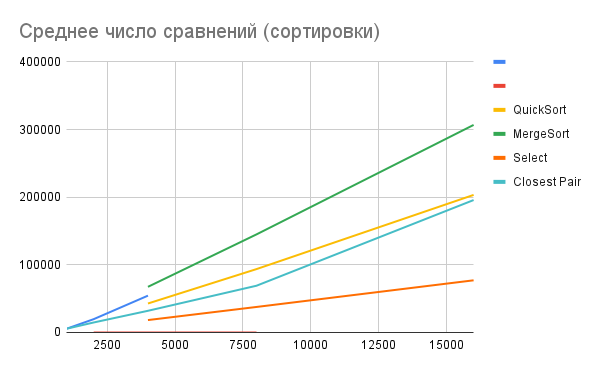 Среднее число сравнений (сортировки)
400000
300000
200000
100000
0
2500 5000 7500 10000 12500 15000
QuickSort
MergeSort
Select
Closest Pair